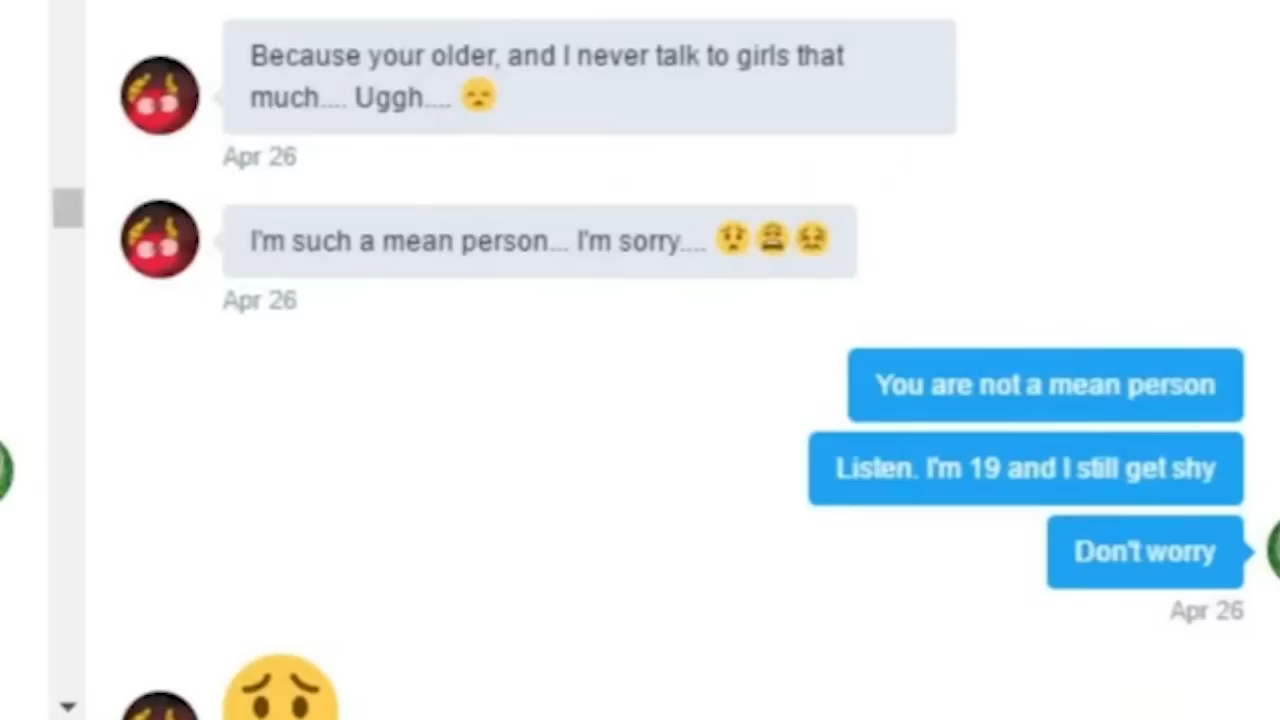 Because your older, and I never talk to girls that
much.... Uggh.... 😞
Apr 26
I'm such a mean person... I'm sorry.... 😟😩😣
Apr 26
You are not a mean person
Listen. I'm 19 and I still get shy
Don't worry
Apr 26